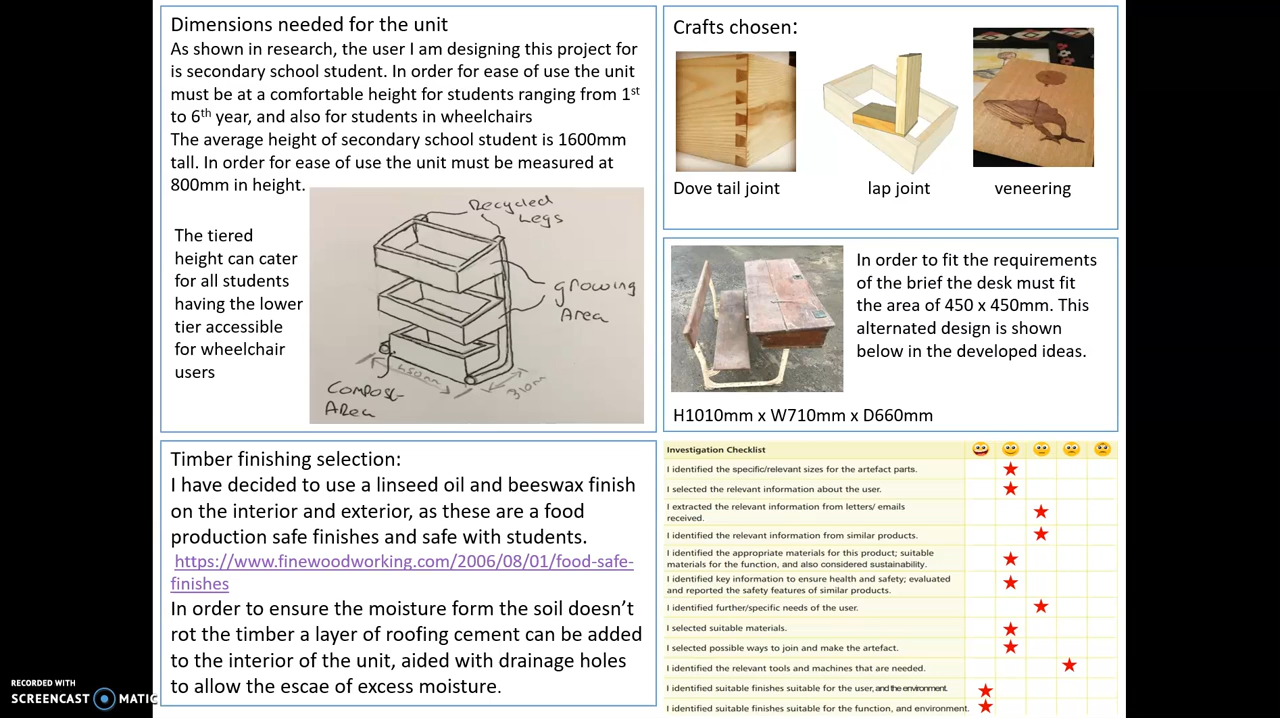 Dimensions needed for the unit
As shown in research, the user I am designing this project for
is secondary school student. In order for ease of use the unit
must be at a comfortable height for students ranging from 1st
to 6th year, and also for students in wheelchairs
The average height of secondary school student is 1600mm
tall. In order for ease of use the unit must be measured at
800mm in height.
The tiered
height can cater
for all students
having the lower
tier accessible
for wheelchair
users
Recycled
Legs
growing
Area
450mm
310m
Compost
Area
Timber finishing selection:
I have decided to use a linseed oil and beeswax finish
on the interior and exterior, as these are a food
production safe finishes and safe with students.
https://www.finewoodworking.com/2006/08/01/food-safe-
finishes
In order to ensure the moisture form the soil doesn’t
rot the timber a layer of roofing cement can be added
to the interior of the unit, aided with drainage holes
to allow the escae of excess moisture.
Crafts chosen:
Dove tail joint
lap joint
veneering
In order to fit the requirements
of the brief the desk must fit
the area of 450 x 450mm. This
alternated design is shown
below in the developed ideas.
H1010mm x W710mm x D660mm
Investigation Checklist
I identified the specific/relevant sizes for the artefact parts.
I selected the relevant information about the user.
I extracted the relevant information from letters/ emails
received.
I identified the relevant information from similar products.
I identified the appropriate materials for this product; suitable
materials for the function, and also considered sustainability.
I identified key information to ensure health and safety; evaluated
and reported the safety features of similar products.
I identified further/specific needs of the user.
I selected suitable materials.
I selected possible ways to join and make the artefact.
I identified the relevant tools and machines that are needed.
I identified suitable finishes suitable for the user, and the environment.
I identified suitable finishes suitable for the function, and environment.
RECORDED WITH
SCREENCAST MATIC